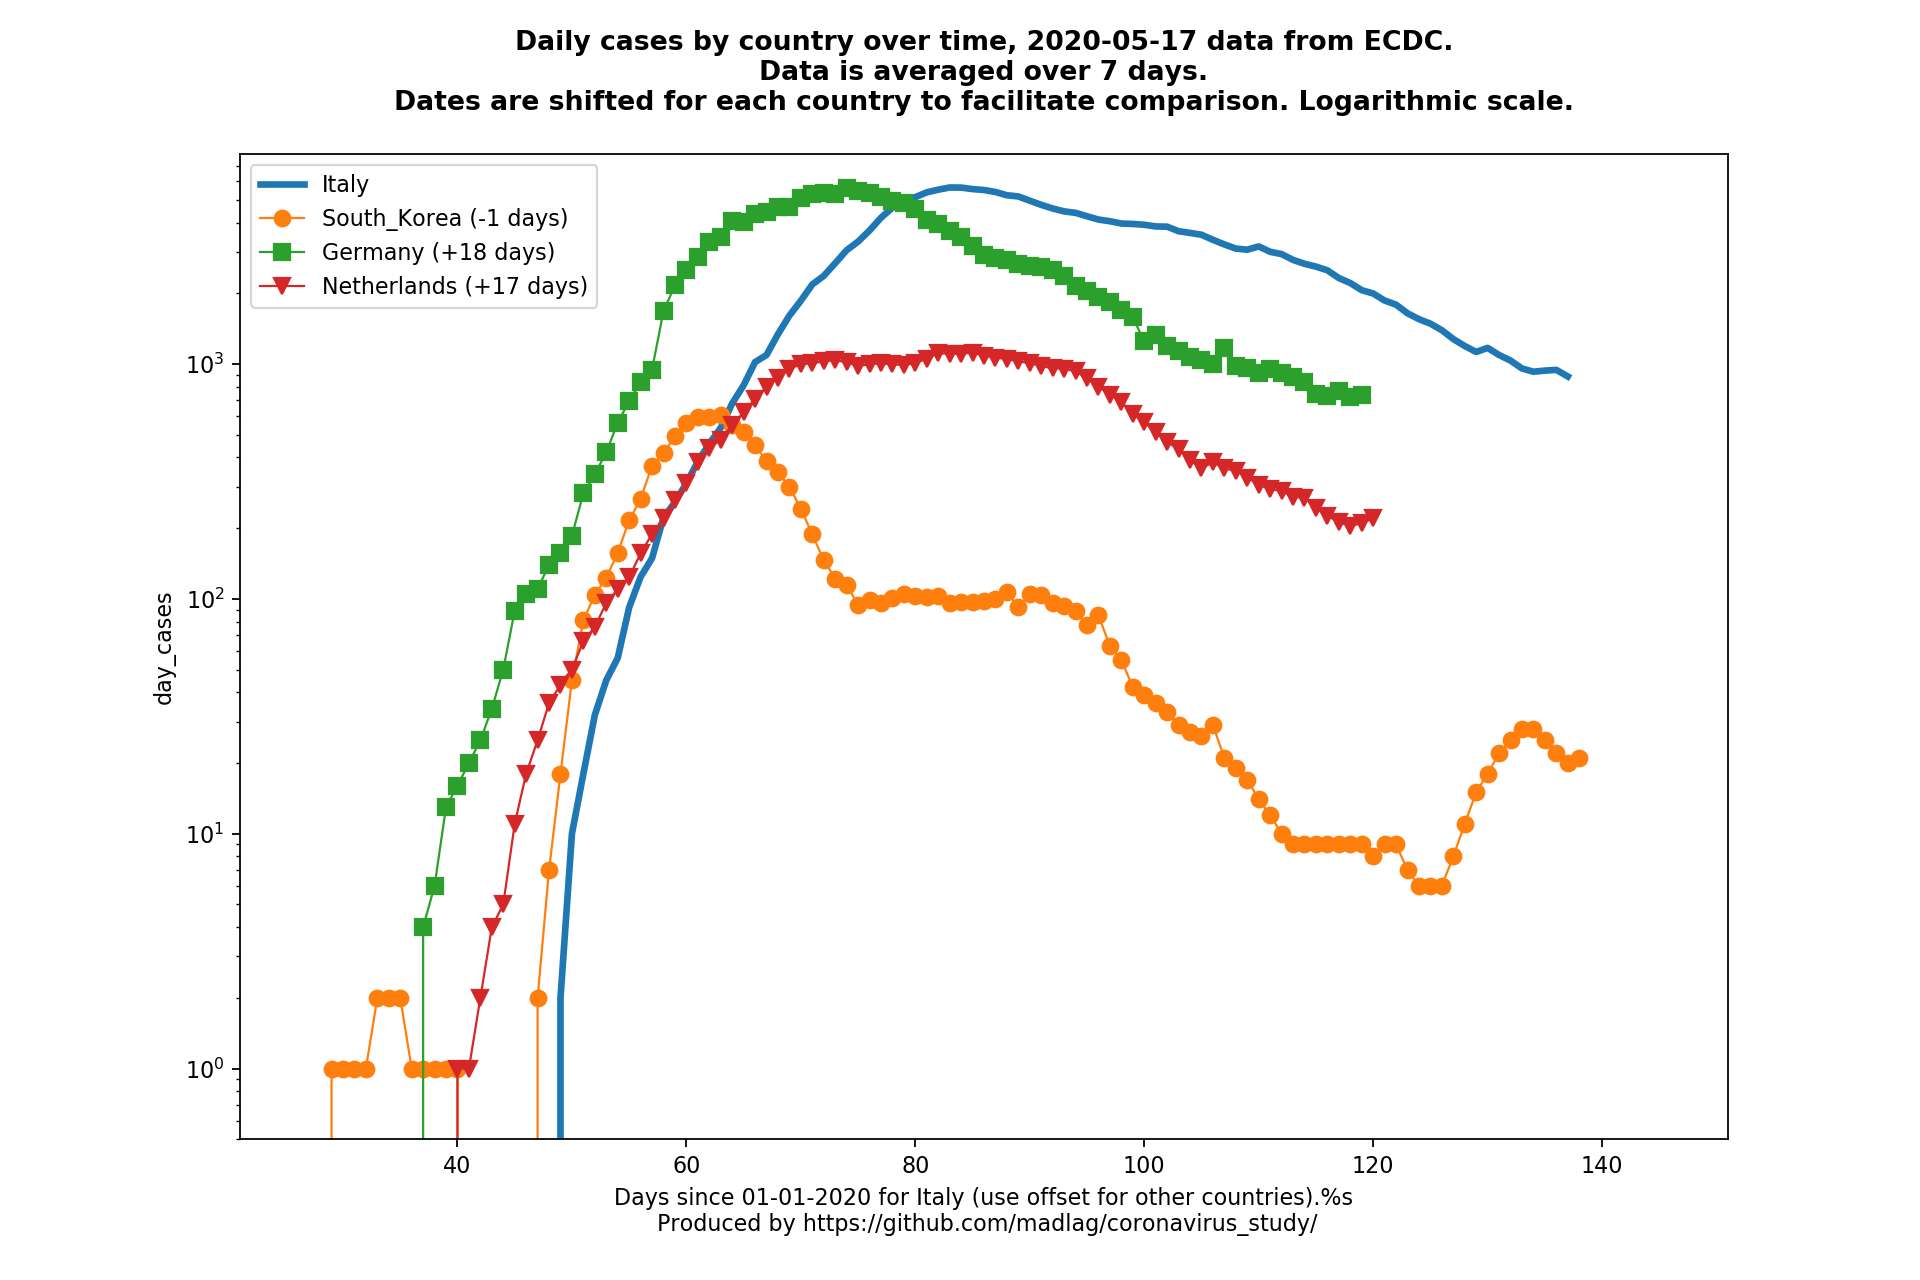 Daily cases by country over time, 2020-05-17 data from ECDC.
Data is averaged over 7 days.
Dates are shifted for each country to facilitate comparison. Logarithmic scale.
Italy
South_Korea (-1 days)
Germany (+18 days)
Netherlands (+17 days)
10³
10²
10¹
10⁰
day_cases
40 60 80 100 120 140
Days since 01-01-2020 for Italy (use offset for other countries).%s
Produced by https://github.com/madlag/coronavirus_study/